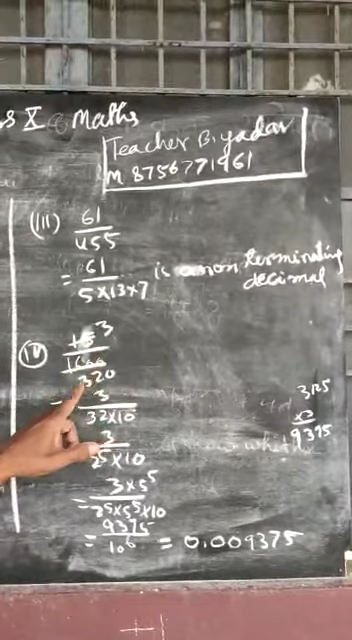 s X Maths
Teacher B. yadav
M 8756771961
(iii) 61/455
= 61/5×13×7 is a non terminating decimal
(iv) 15 3/1600 320
= 3/32×10
3/2⁵×10
3125
×3
9375
= 3×5⁵/2⁵×5⁵×10
= 9375/10⁶ = 0.009375